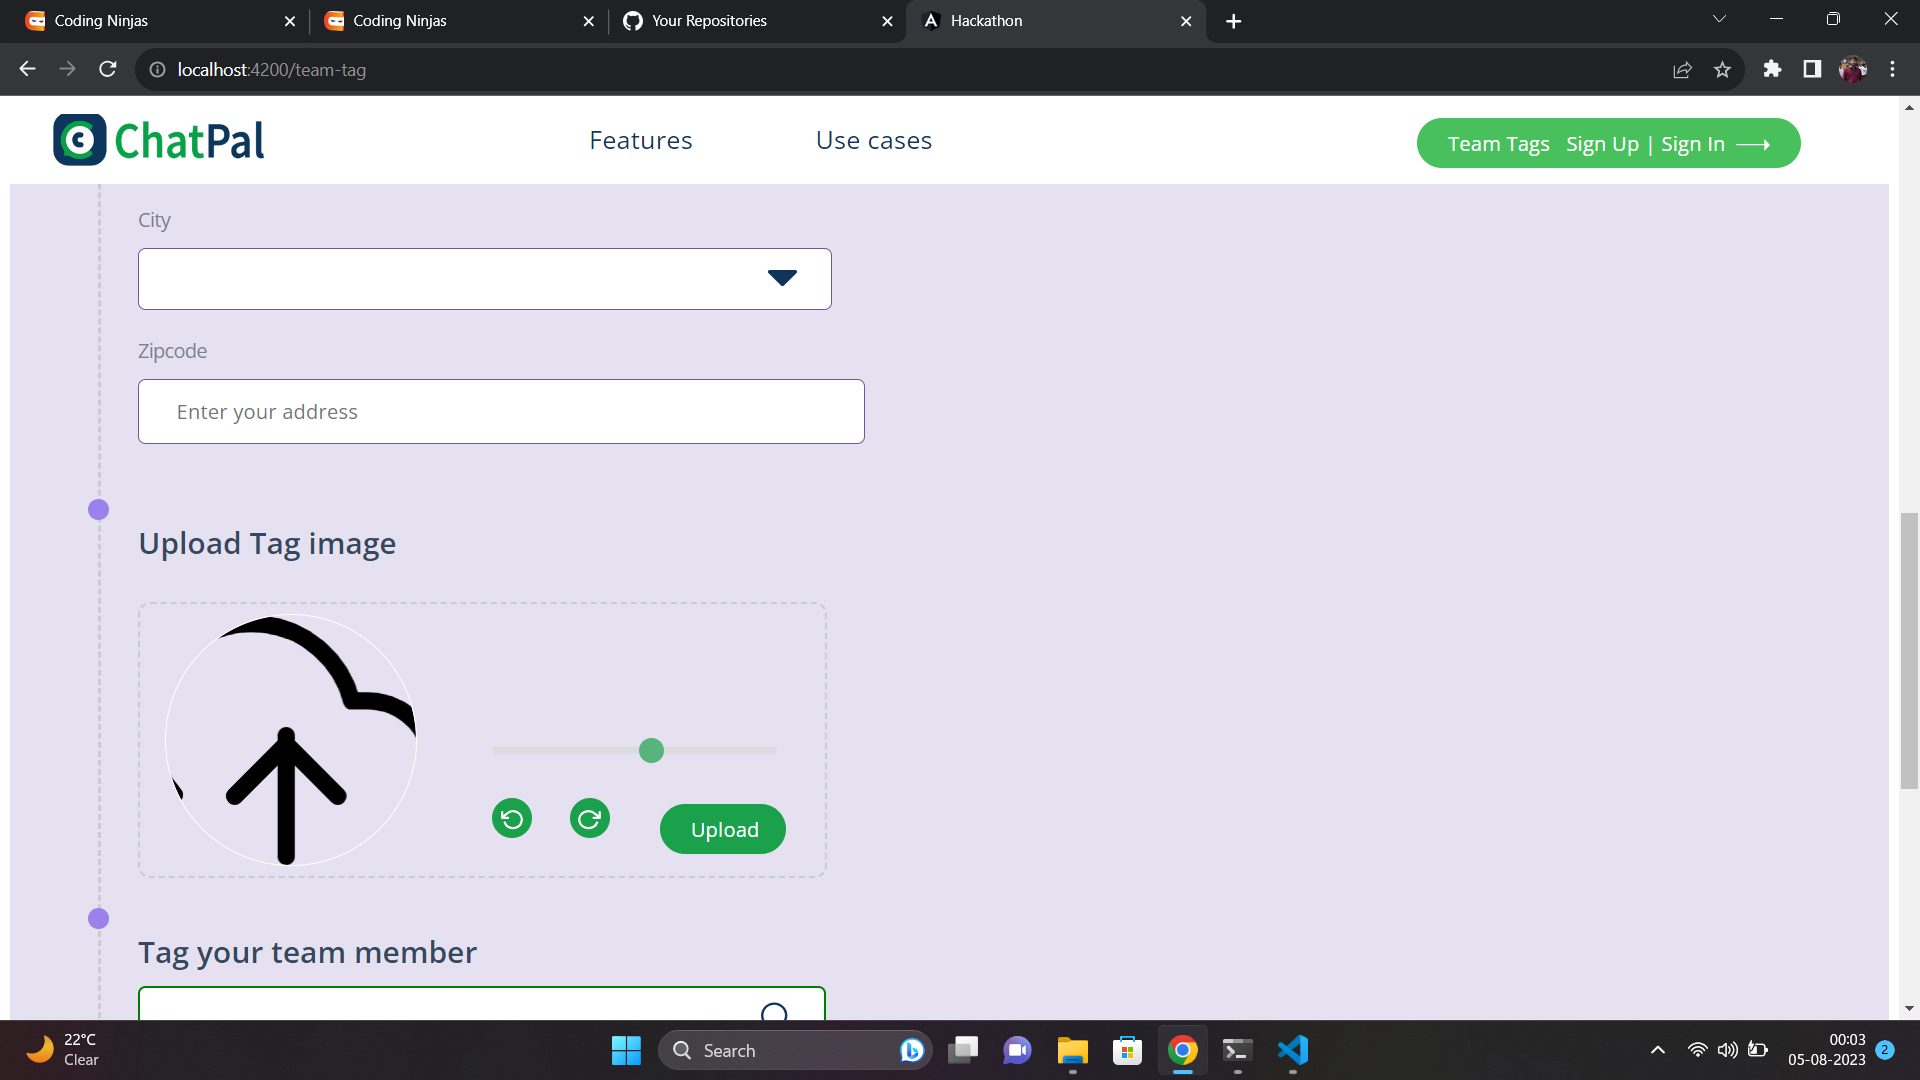 Coding Ninjas
Coding Ninjas
Your Repositories
Hackathon
localhost:4200/team-tag
ChatPal
Features
Use cases
Team Tags Sign Up | Sign In
City
Zipcode
Enter your address
Upload Tag image
Upload
Tag your team member
22°C
Clear
Search
00:03
05-08-2023
2